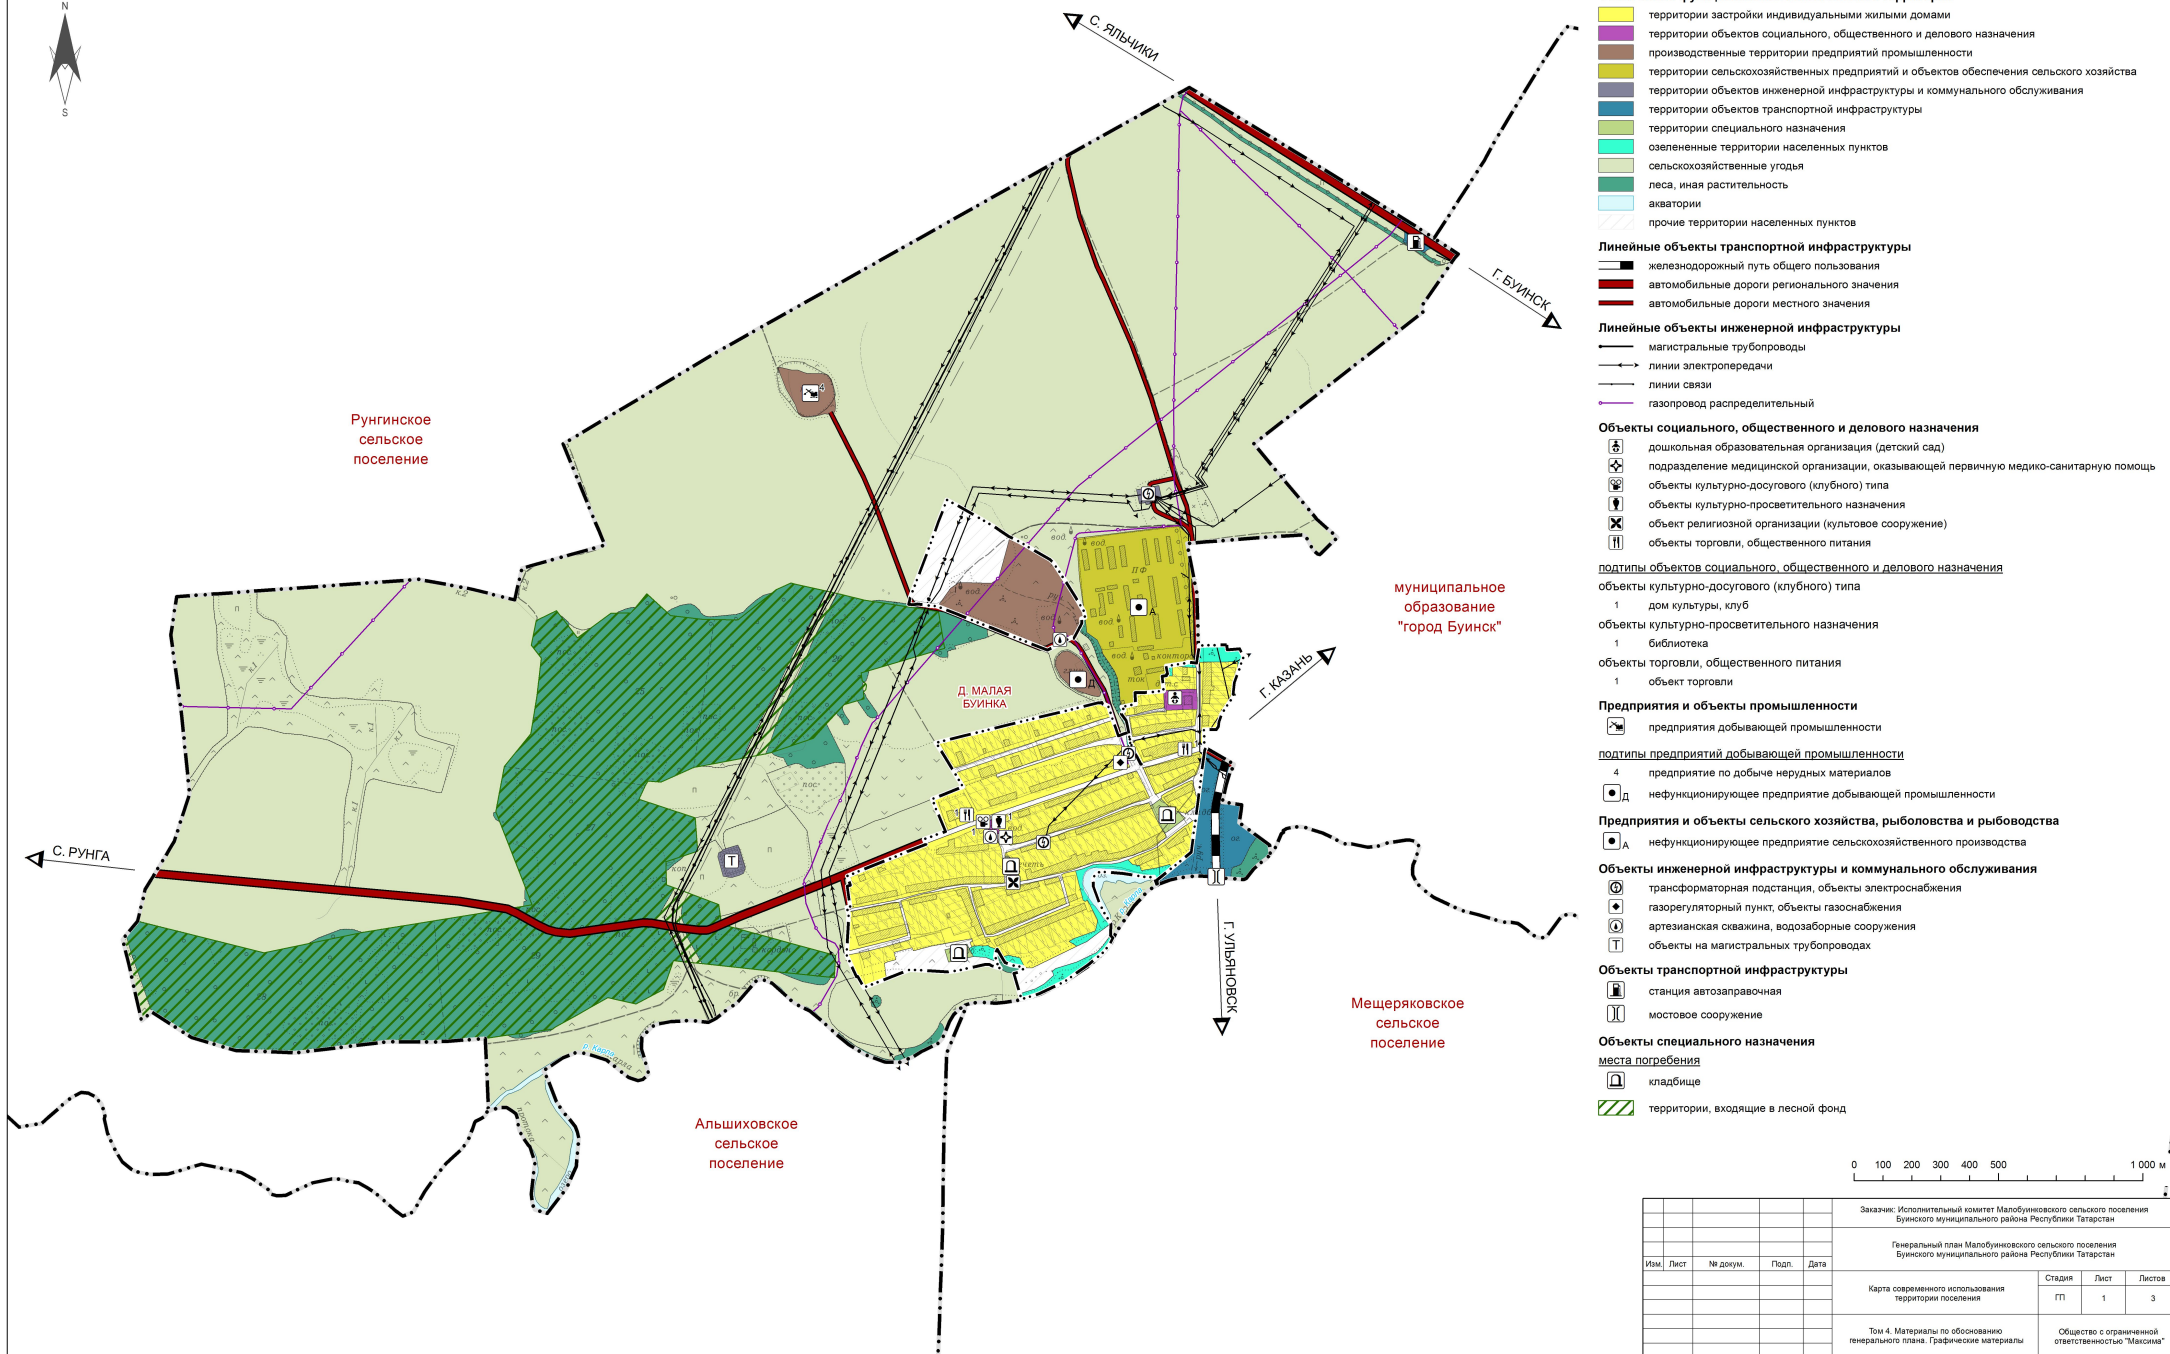 N
S
С. ЯЛЬЧИКИ
Г. БУИНСК
Рунгинское
сельское
поселение
муниципальное
образование
"город Буинск"
Г. КАЗАНЬ
Д. МАЛАЯ
БУИНКА
С. РУНГА
Г. УЛЬЯНОВСК
Мещеряковское
сельское
поселение
Альшиховское
сельское
поселение
территории застройки индивидуальными жилыми домами
территории объектов социального, общественного и делового назначения
производственные территории предприятий промышленности
территории сельскохозяйственных предприятий и объектов обеспечения сельского хозяйства
территории объектов инженерной инфраструктуры и коммунального обслуживания
территории объектов транспортной инфраструктуры
территории специального назначения
озелененные территории населенных пунктов
сельскохозяйственные угодья
леса, иная растительность
акватории
прочие территории населенных пунктов
Линейные объекты транспортной инфраструктуры
железнодорожный путь общего пользования
автомобильные дороги регионального значения
автомобильные дороги местного значения
Линейные объекты инженерной инфраструктуры
магистральные трубопроводы
линии электропередачи
линии связи
газопровод распределительный
Объекты социального, общественного и делового назначения
дошкольная образовательная организация (детский сад)
подразделение медицинской организации, оказывающей первичную медико-санитарную помощь
объекты культурно-досугового (клубного) типа
объекты культурно-просветительного назначения
объект религиозной организации (культовое сооружение)
объекты торговли, общественного питания
подтипы объектов социального, общественного и делового назначения
объекты культурно-досугового (клубного) типа
1 дом культуры, клуб
объекты культурно-просветительного назначения
1 библиотека
объекты торговли, общественного питания
1 объект торговли
Предприятия и объекты промышленности
предприятия добывающей промышленности
подтипы предприятий добывающей промышленности
4 предприятие по добыче нерудных материалов
Д нефункционирующее предприятие добывающей промышленности
Предприятия и объекты сельского хозяйства, рыболовства и рыбоводства
А нефункционирующее предприятие сельскохозяйственного производства
Объекты инженерной инфраструктуры и коммунального обслуживания
трансформаторная подстанция, объекты электроснабжения
газорегуляторный пункт, объекты газоснабжения
артезианская скважина, водозаборные сооружения
Т объекты на магистральных трубопроводах
Объекты транспортной инфраструктуры
станция автозаправочная
мостовое сооружение
Объекты специального назначения
места погребения
кладбище
территории, входящие в лесной фонд
0 100 200 300 400 500 1 000 м
Заказчик: Исполнительный комитет Малобуинковского сельского поселения
Буинского муниципального района Республики Татарстан
Генеральный план Малобуинковского сельского поселения
Буинского муниципального района Республики Татарстан
Изм. Лист № докум. Подп. Дата
Карта современного использования
территории поселения
Стадия Лист Листов
ГП 1 3
Том 4. Материалы по обоснованию
генерального плана. Графические материалы
Общество с ограниченной
ответственностью "Максима"